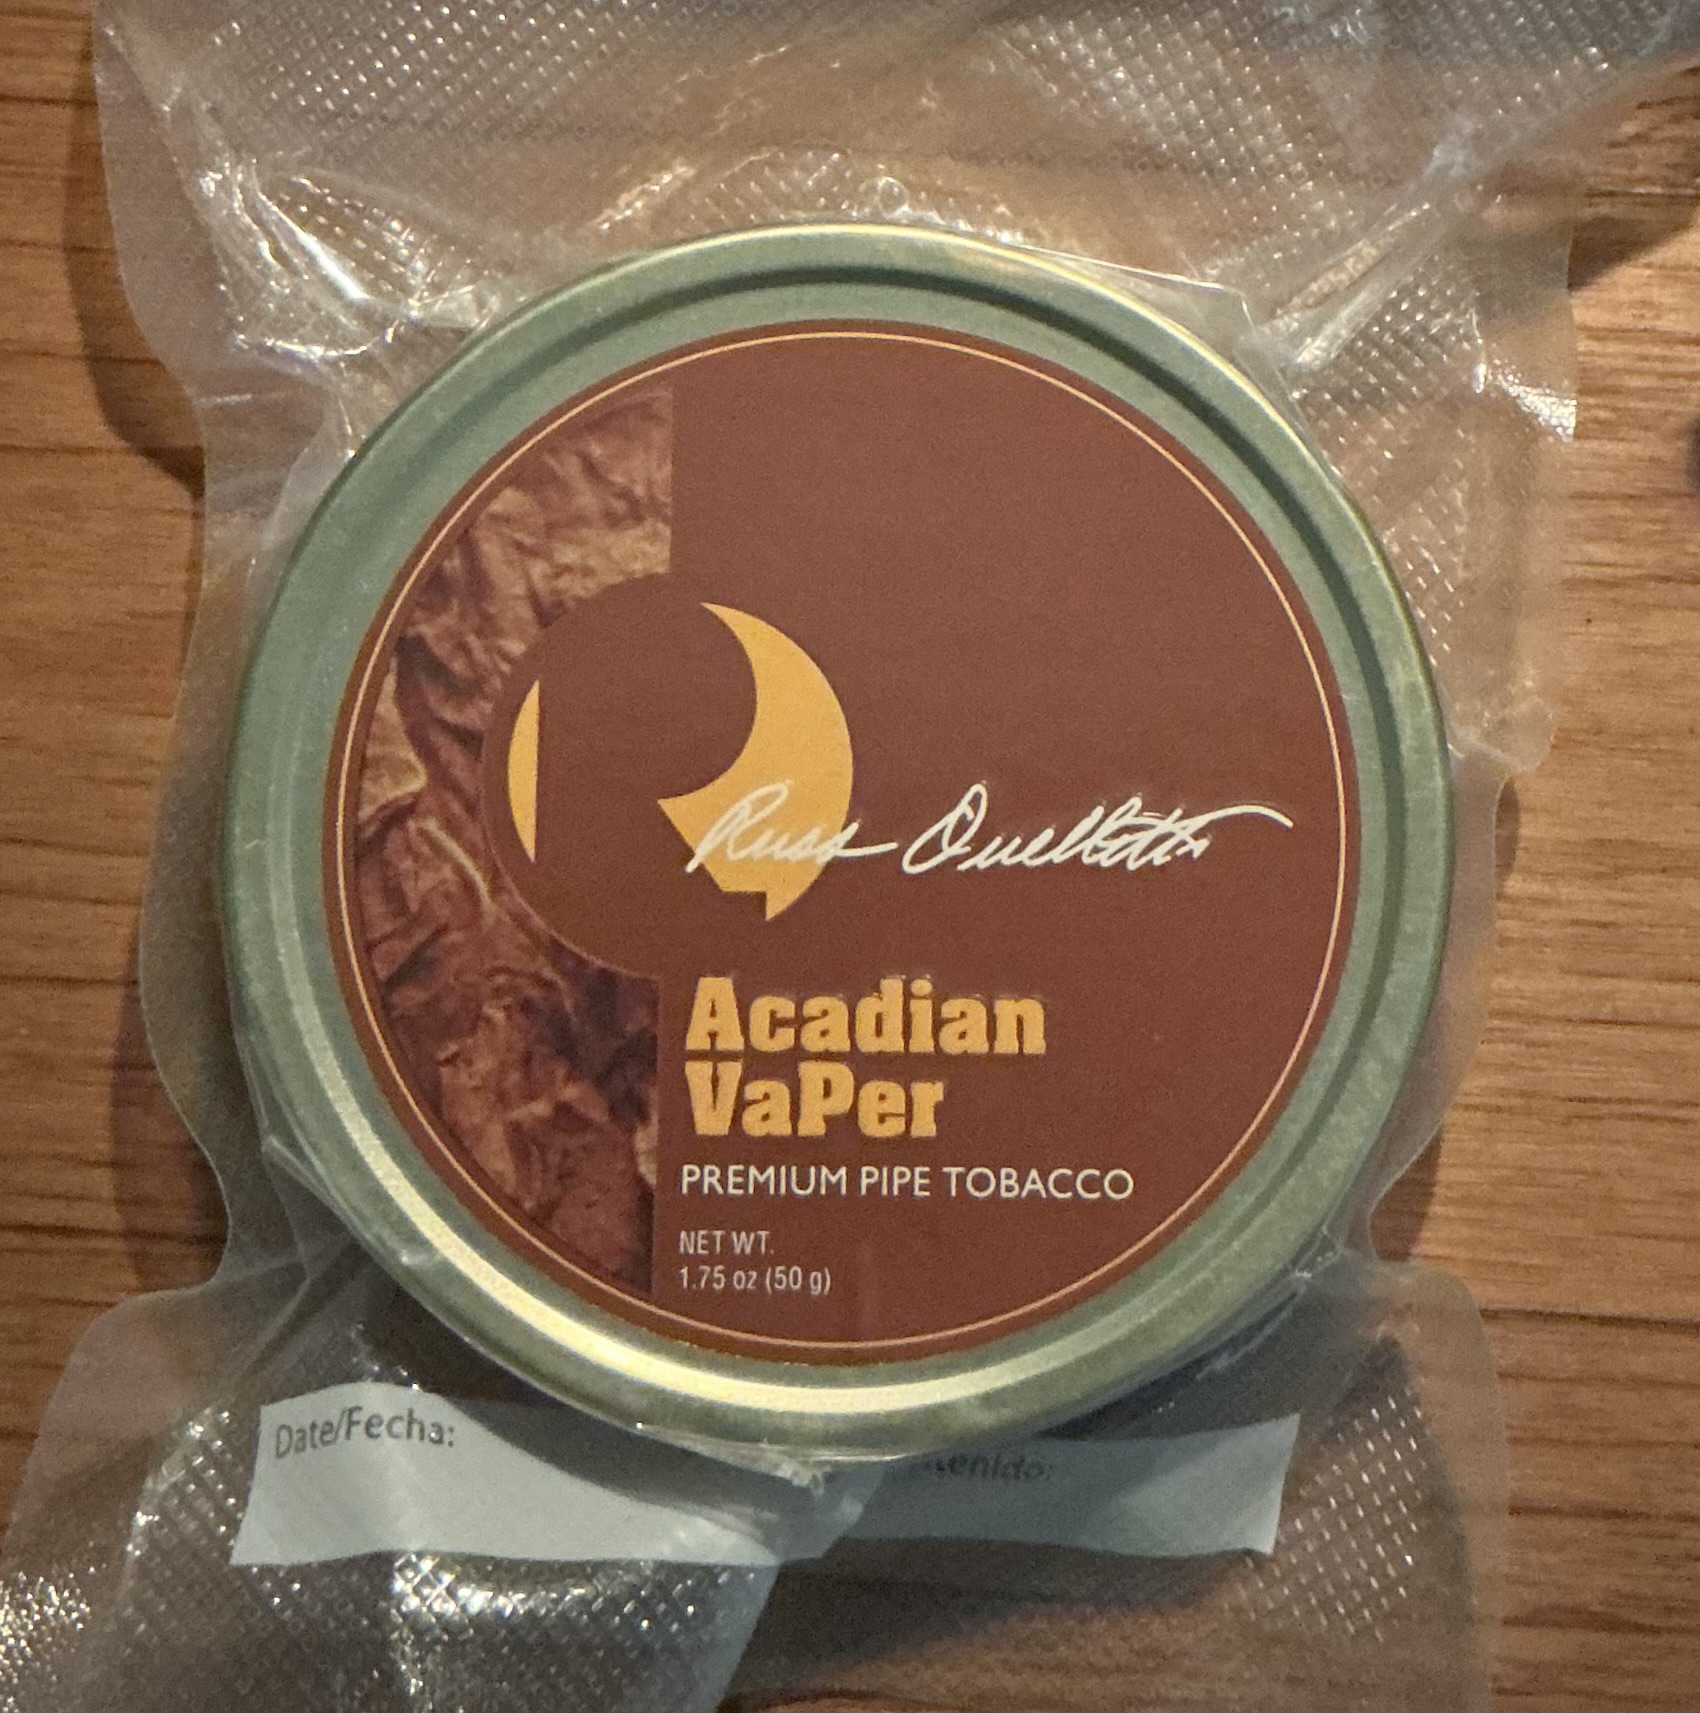 Russ Ouellette
Acadian
VaPer
PREMIUM PIPE TOBACCO
NET WT.
1.75 oz (50 g)
Date/Fecha: